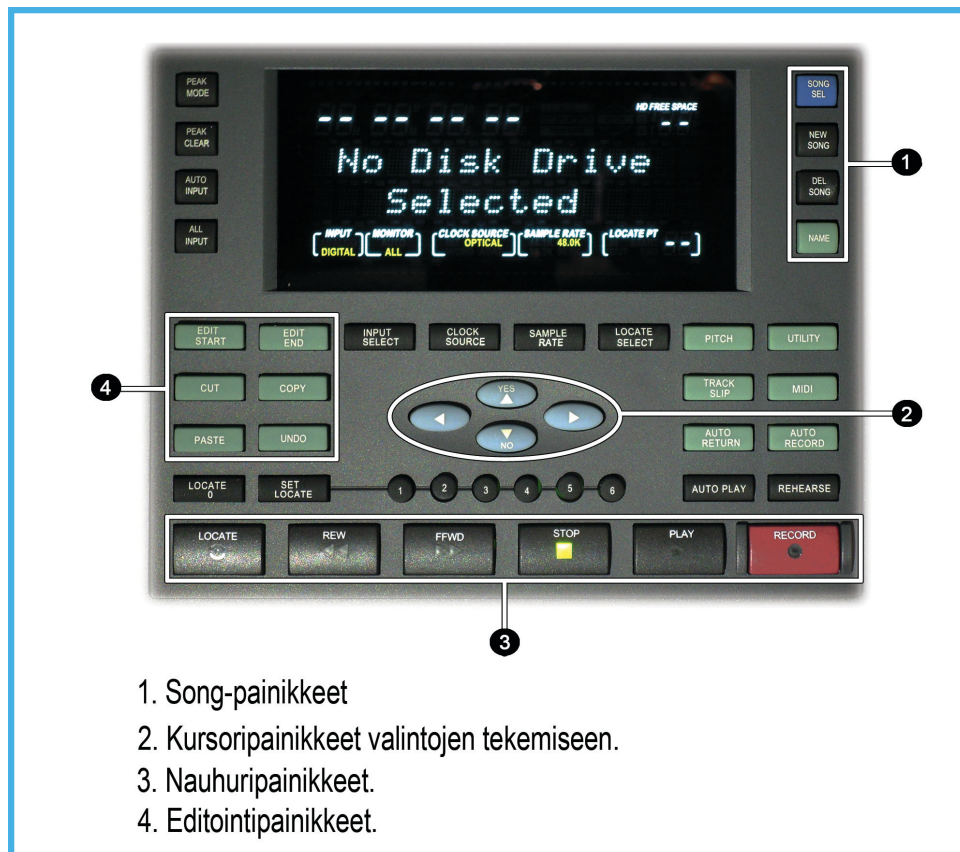 PEAK
MODE
SONG
SEL
HD FREE SPACE
-- -- -- --
--
PEAK
CLEAR
NEW
SONG
No Disk Drive
1
AUTO
INPUT
DEL
SONG
Selected
ALL
INPUT
INPUT MONITOR CLOCK SOURCE SAMPLE RATE LOCATE PT
NAME
DIGITAL ALL OPTICAL 48.0K --
EDIT
START
EDIT
END
INPUT
SELECT
CLOCK
SOURCE
SAMPLE
RATE
LOCATE
SELECT
PITCH
UTILITY
4
CUT
COPY
YES
TRACK
SLIP
MIDI
2
PASTE
UNDO
NO
AUTO
RETURN
AUTO
RECORD
LOCATE
0
SET
LOCATE
1 2 3 4 5 6
AUTO PLAY
REHEARSE
LOCATE
REW
FFWD
STOP
PLAY
RECORD
3
1. Song-painikkeet
2. Kursoripainikkeet valintojen tekemiseen.
3. Nauhuripainikkeet.
4. Editointipainikkeet.